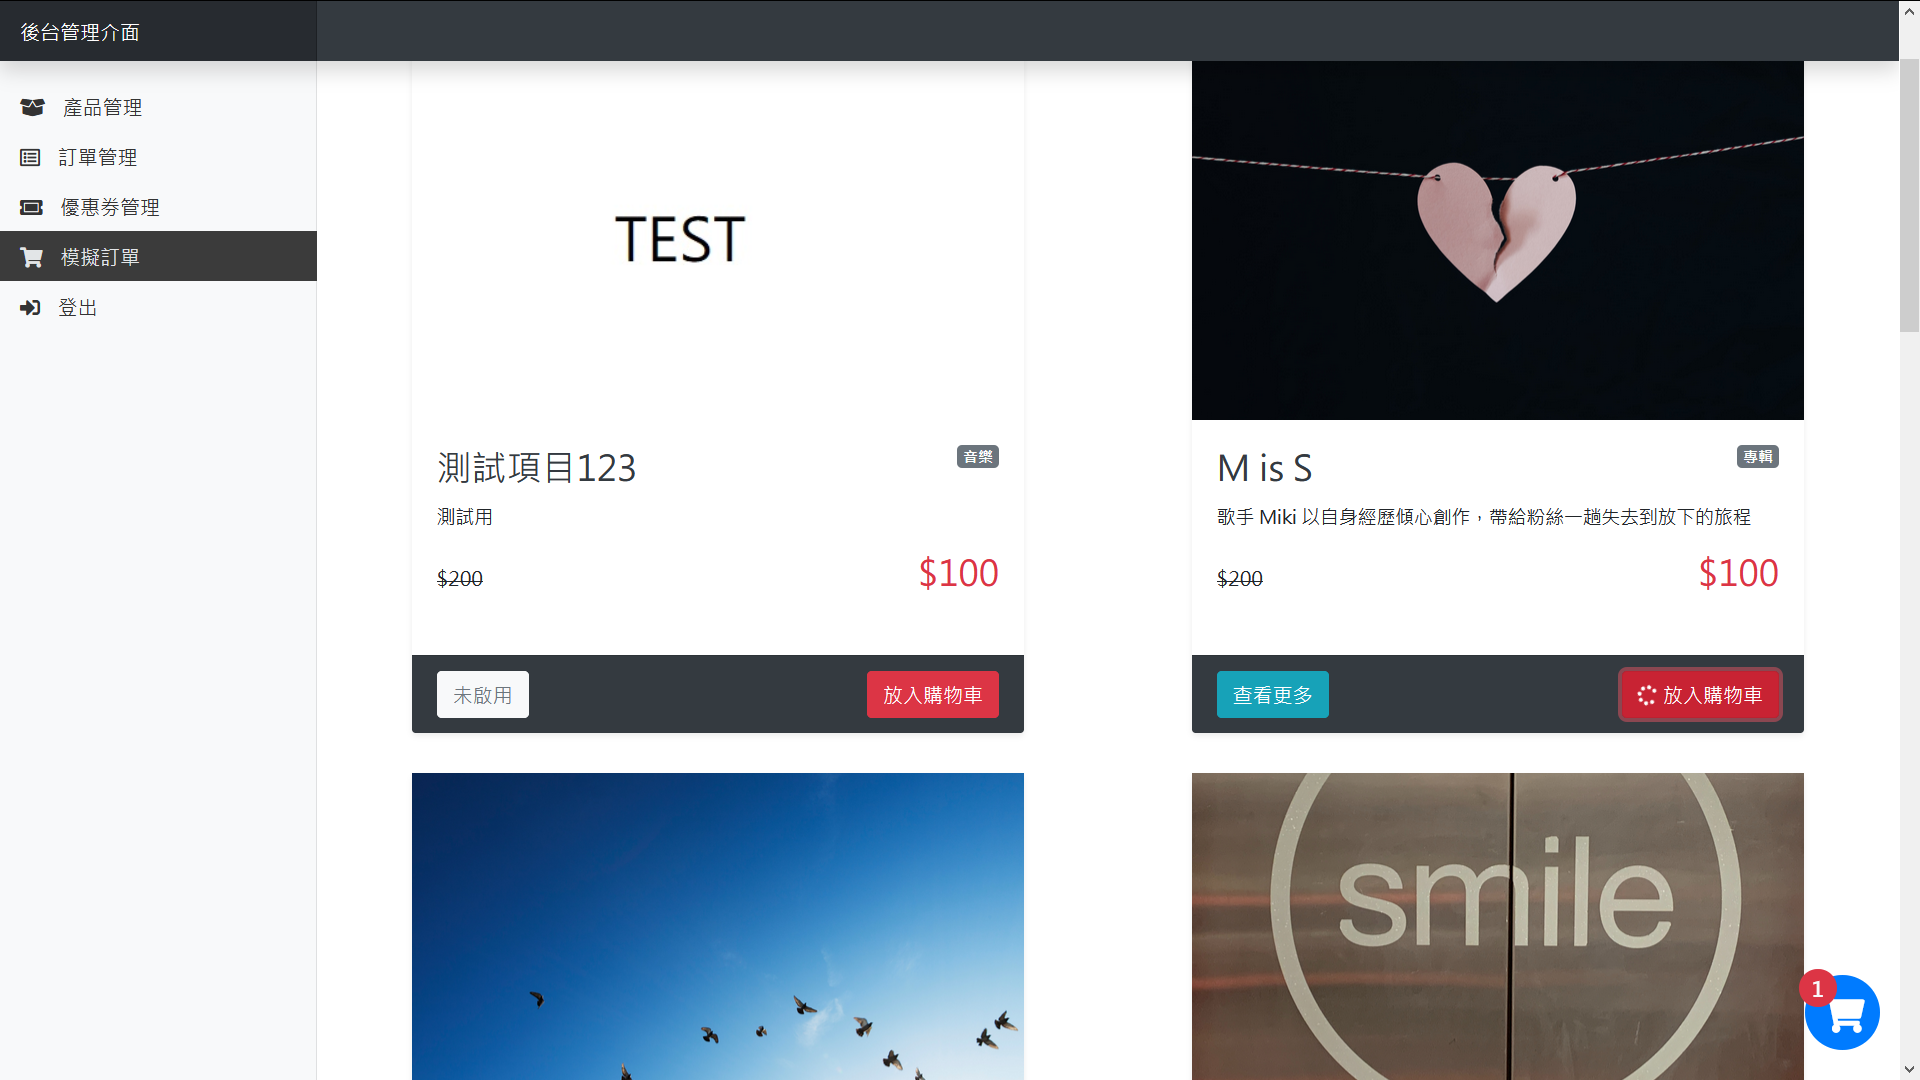 後台管理介面
產品管理
訂單管理
優惠券管理
模擬訂單
登出
TEST
測試項目123
音樂
測試用
$200
$100
未啟用
放入購物車
M is S
專輯
歌手 Miki 以自身經歷傾心創作，帶給粉絲一趟失去到放下的旅程
$200
$100
查看更多
放入購物車
smile
1